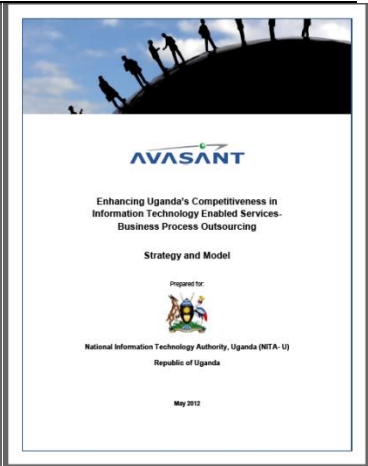 AVASANT
Enhancing Uganda's Competitiveness in
Information Technology Enabled Services-
Business Process Outsourcing
Strategy and Model
Prepared for:
National Information Technology Authority, Uganda (NITA- U)
Republic of Uganda
May 2012